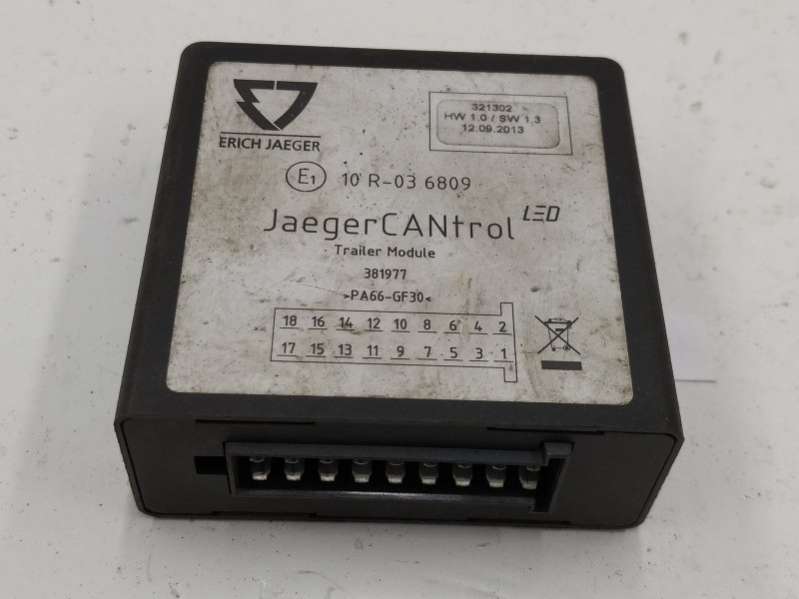 ERICH JAEGER
321302
HW 1.0 / SW 1.3
12.09.2013
E1 10 R-03 6809
JaegerCANtrol LED
Trailer Module
381977
>PA66-GF30<
18 16 14 12 10 8 6 4 2
17 15 13 11 9 7 5 3 1